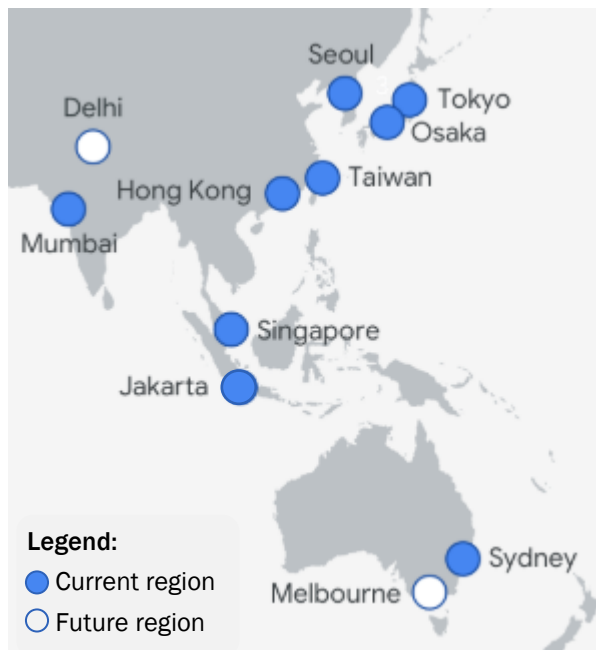 Seoul
Delhi
Tokyo
Osaka
Hong Kong
Taiwan
Mumbai
Singapore
Jakarta
Sydney
Melbourne
Legend:
Current region
Future region